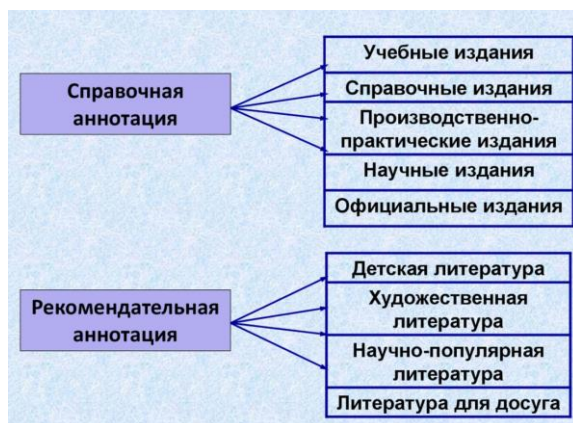 Справочная
аннотация
Учебные издания
Справочные издания
Производственно-
практические издания
Научные издания
Официальные издания
Рекомендательная
аннотация
Детская литература
Художественная
литература
Научно-популярная
литература
Литература для досуга